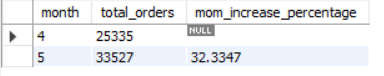 month total_orders mom_increase_percentage
4 25335 NULL
5 33527 32.3347